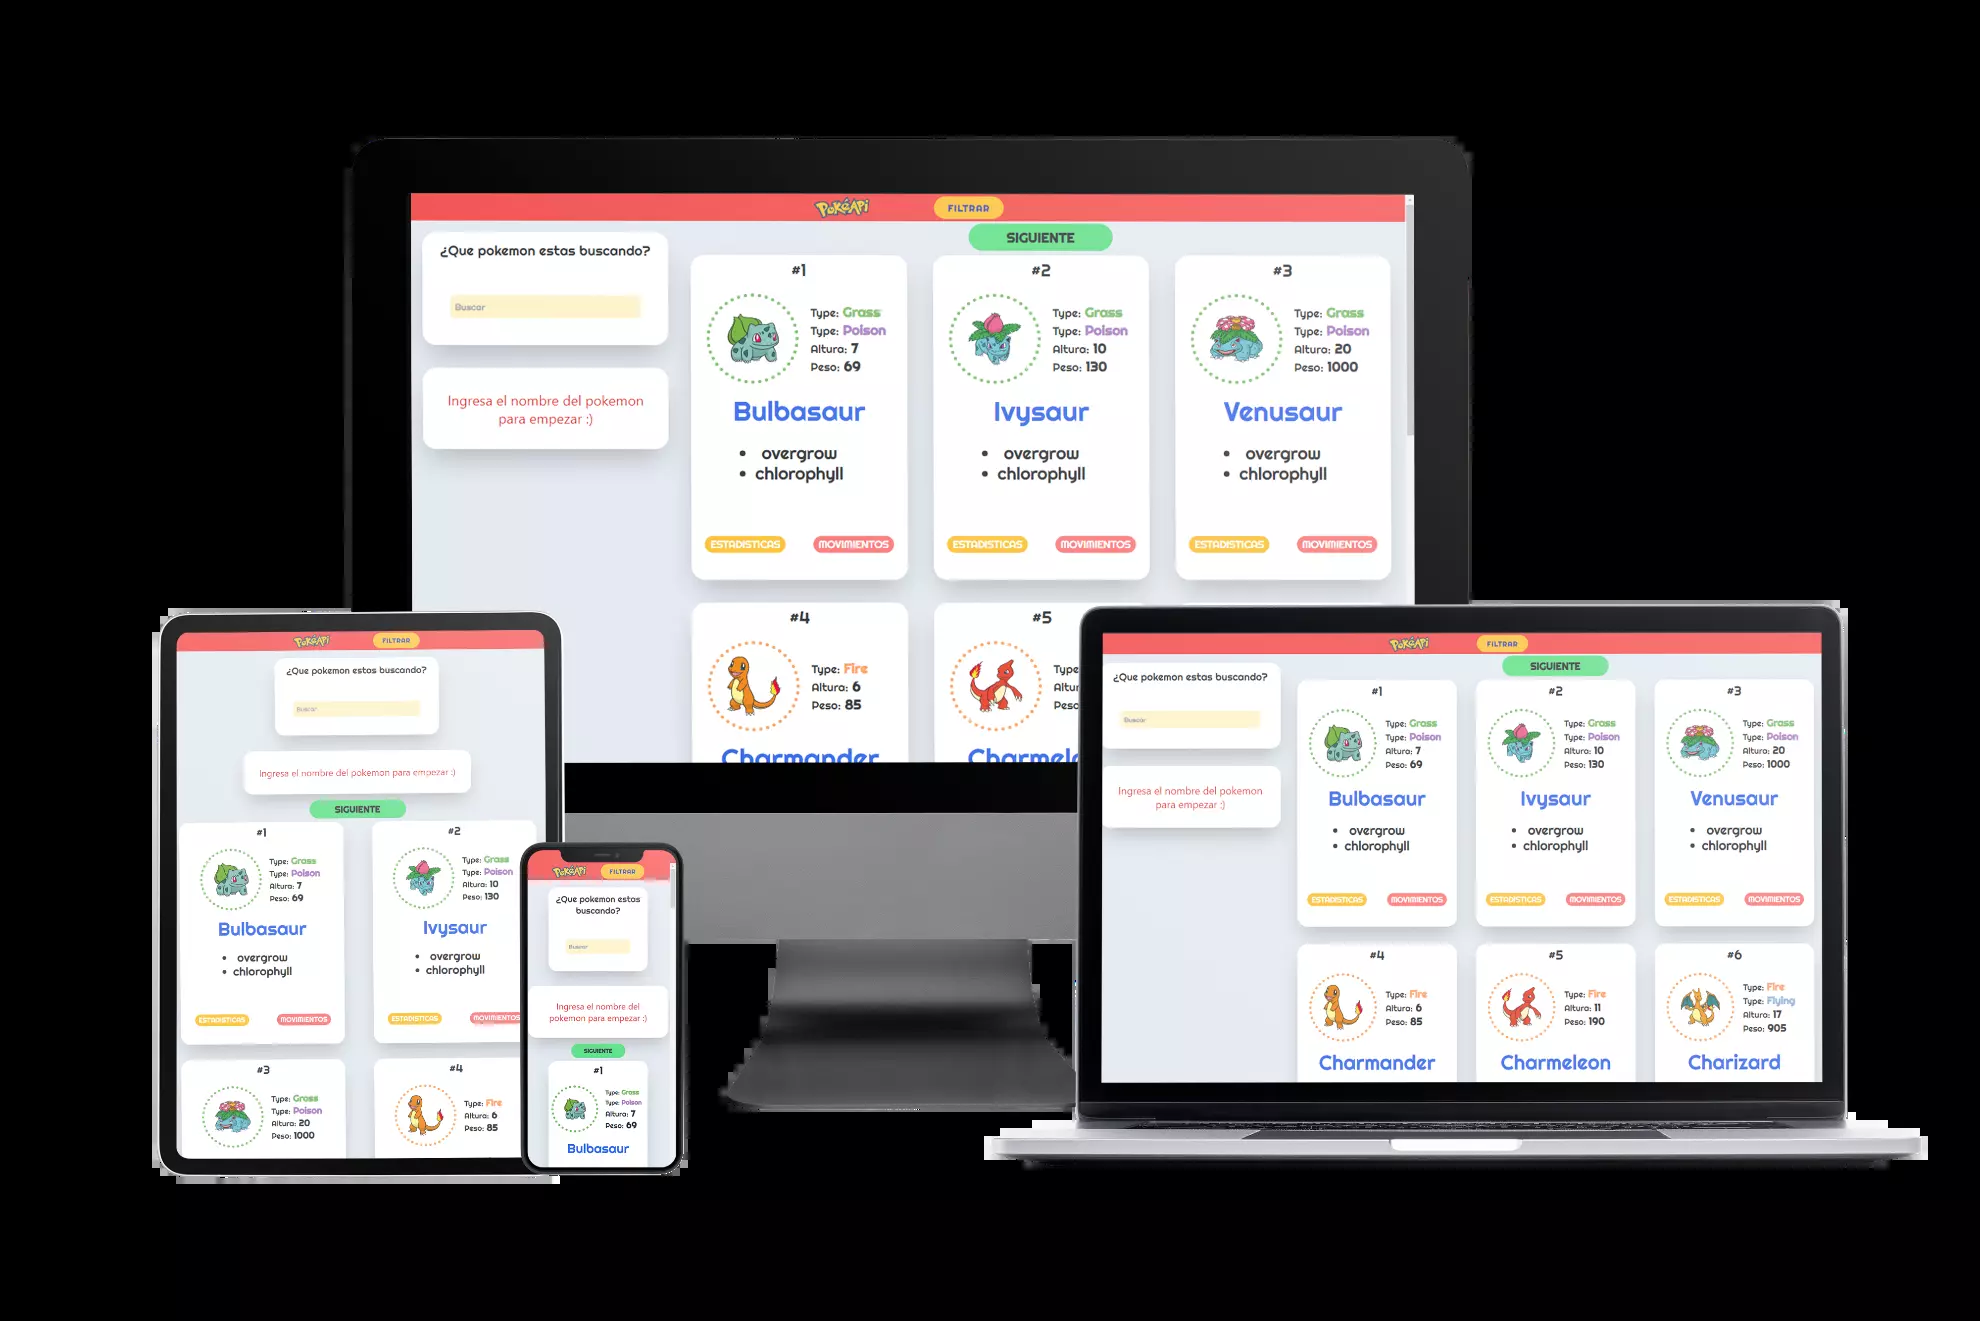 PokéApi
FILTRAR
¿Que pokemon estas buscando?
Buscar
Ingresa el nombre del pokemon
para empezar :)
SIGUIENTE
#1
Type: Grass
Type: Poison
Altura: 7
Peso: 69
Bulbasaur
• overgrow
• chlorophyll
ESTADISTICAS
MOVIMIENTOS
#2
Type: Grass
Type: Poison
Altura: 10
Peso: 130
Ivysaur
• overgrow
• chlorophyll
ESTADISTICAS
MOVIMIENTOS
#3
Type: Grass
Type: Poison
Altura: 20
Peso: 1000
Venusaur
• overgrow
• chlorophyll
ESTADISTICAS
MOVIMIENTOS
#4
Type: Fire
Altura: 6
Peso: 85
Charmander
#5
Type
Altur
Peso
Charmele
PokéApi
FILTRAR
¿Que pokemon estas buscando?
Buscar
Ingresa el nombre del pokemon para empezar :)
SIGUIENTE
#1
Type: Grass
Type: Poison
Altura: 7
Peso: 69
Bulbasaur
• overgrow
• chlorophyll
ESTADISTICAS
MOVIMIENTOS
#2
Type: Grass
Type: Poison
Altura: 10
Peso: 130
Ivysaur
• overgrow
• chlorophyll
ESTADISTICAS
MOVIMIENTOS
#3
Type: Grass
Type: Poison
Altura: 20
Peso: 1000
#4
Type: Fire
Altura: 6
Peso: 85
PokéApi
FILTRAR
¿Que pokemon estas
buscando?
Buscar
Ingresa el nombre del
pokemon para empezar :)
SIGUIENTE
#1
Type: Grass
Type: Poison
Altura: 7
Peso: 69
Bulbasaur
PokéApi
FILTRAR
¿Que pokemon estas buscando?
Buscar
Ingresa el nombre del pokemon
para empezar :)
SIGUIENTE
#1
Type: Grass
Type: Poison
Altura: 7
Peso: 69
Bulbasaur
• overgrow
• chlorophyll
ESTADISTICAS
MOVIMIENTOS
#2
Type: Grass
Type: Poison
Altura: 10
Peso: 130
Ivysaur
• overgrow
• chlorophyll
ESTADISTICAS
MOVIMIENTOS
#3
Type: Grass
Type: Poison
Altura: 20
Peso: 1000
Venusaur
• overgrow
• chlorophyll
ESTADISTICAS
MOVIMIENTOS
#4
Type: Fire
Altura: 6
Peso: 85
Charmander
#5
Type: Fire
Altura: 11
Peso: 190
Charmeleon
#6
Type: Fire
Type: Flying
Altura: 17
Peso: 905
Charizard